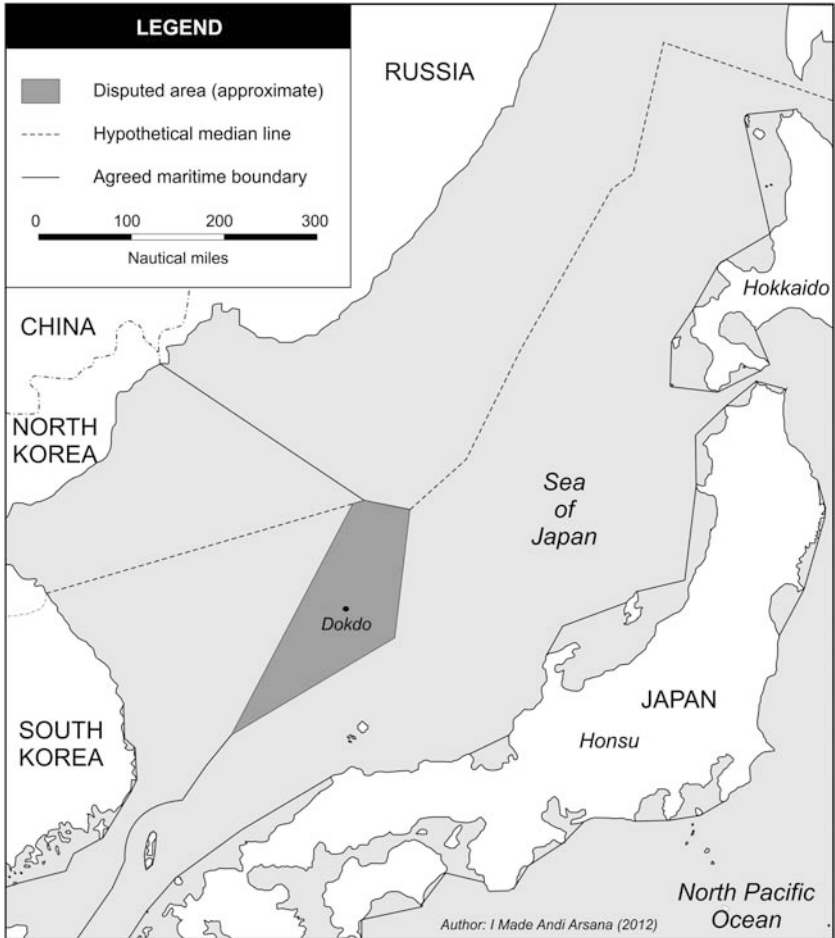 LEGEND
Disputed area (approximate)
Hypothetical median line
Agreed maritime boundary
0 100 200 300
Nautical miles
RUSSIA
CHINA
NORTH
KOREA
Hokkaido
Sea
of
Japan
Dokdo
SOUTH
KOREA
JAPAN
Honsu
North Pacific
Ocean
Author: I Made Andi Arsana (2012)